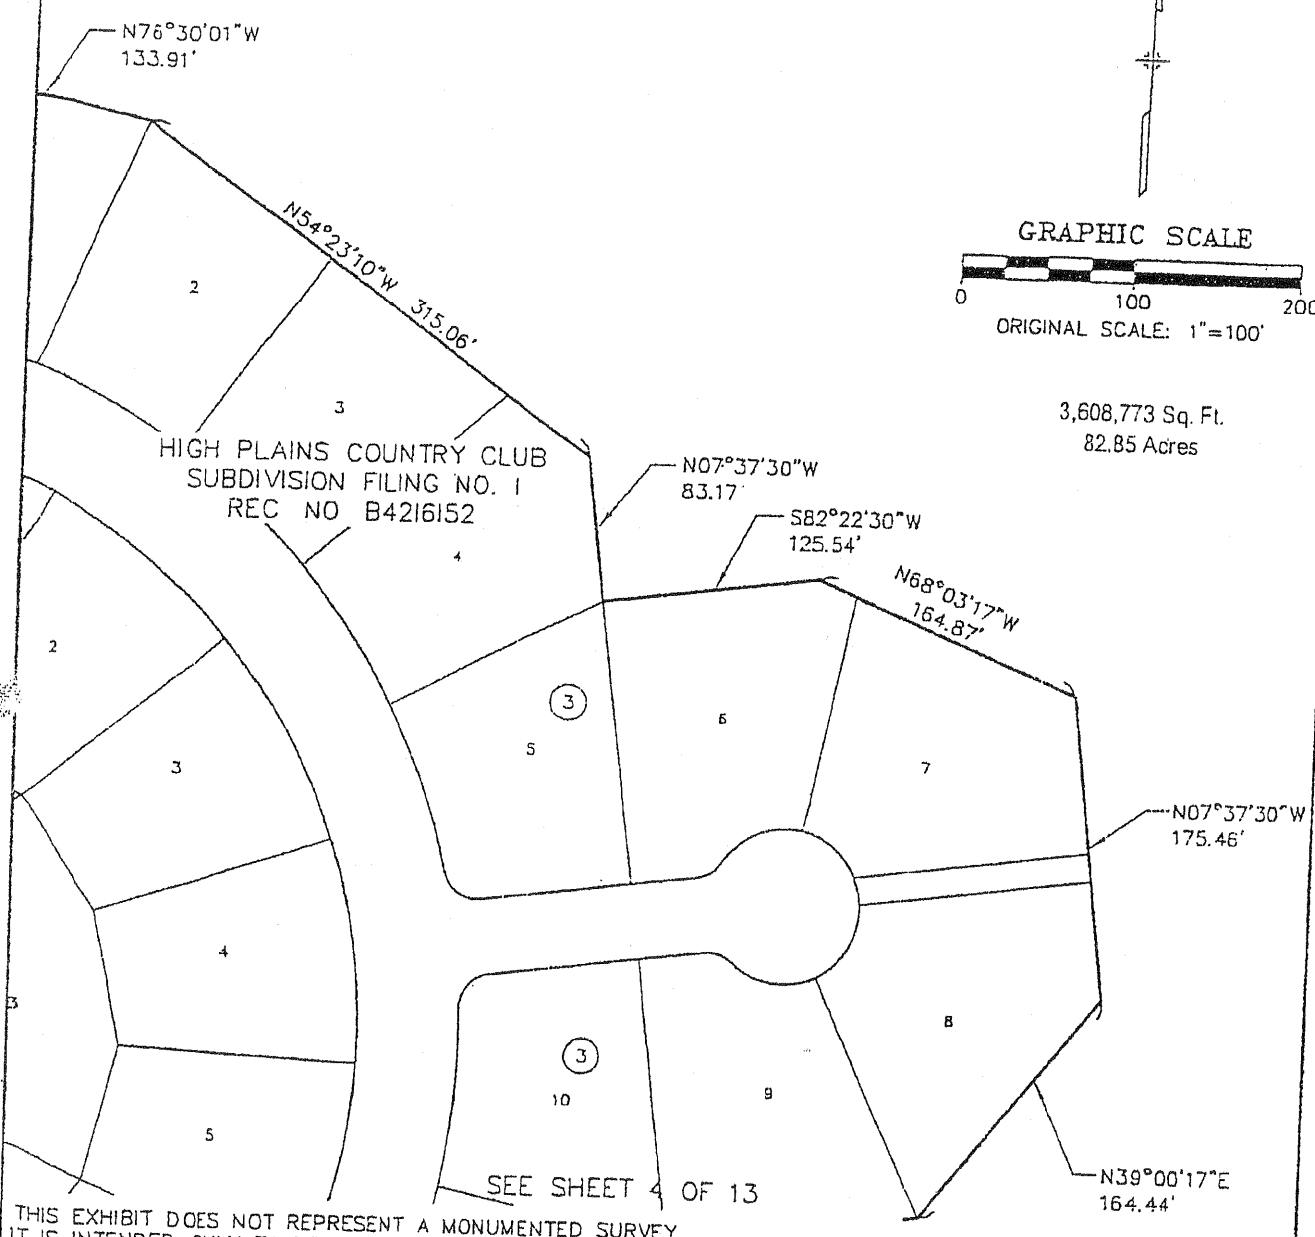 N76°30'01"W
133.91'
GRAPHIC SCALE
0 100 200
ORIGINAL SCALE: 1"=100'
3,608,773 Sq. Ft.
82.85 Acres
N54°23'10"W 315.06'
2
3
HIGH PLAINS COUNTRY CLUB
SUBDIVISION FILING NO. 1
REC NO B4216152
4
N07°37'30"W
83.17'
S82°22'30"W
125.54'
N68°03'17"W
164.87'
2
3
3
5
6
7
N07°37'30"W
175.46'
4
3
8
3
10
9
5
N39°00'17"E
164.44'
SEE SHEET 4 OF 13
THIS EXHIBIT DOES NOT REPRESENT A MONUMENTED SURVEY
IT IS INTENDED